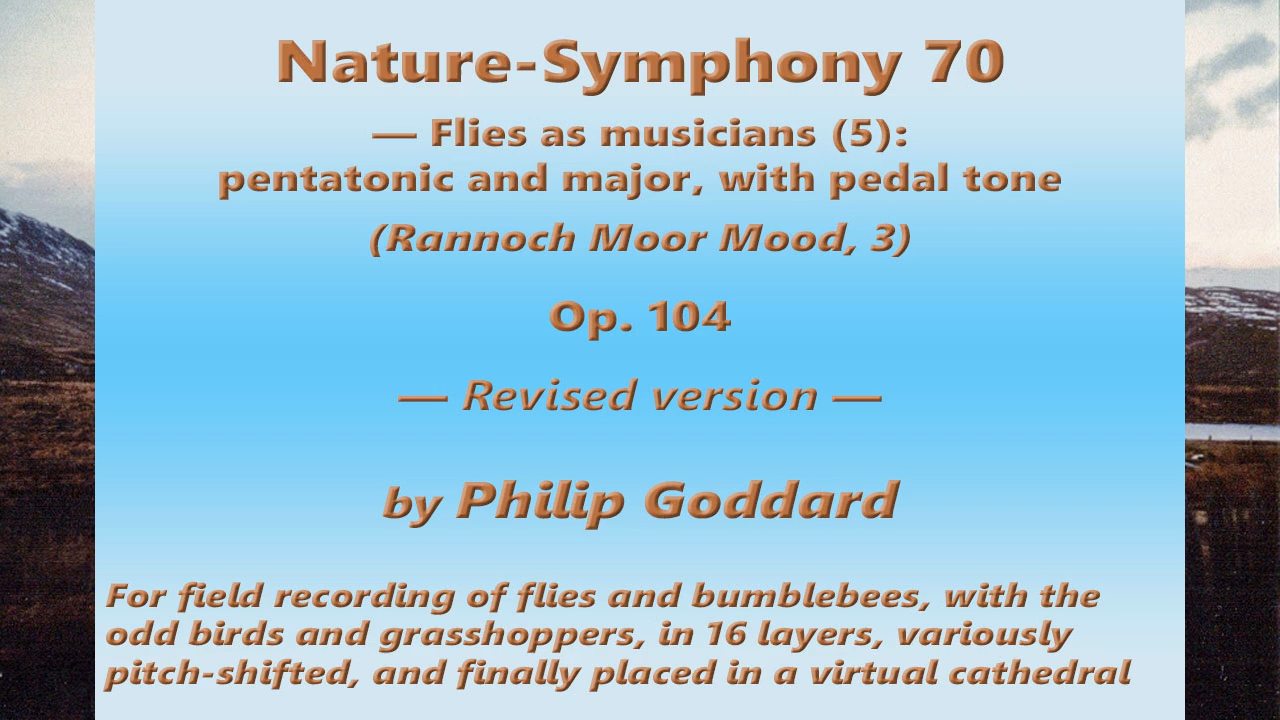 Nature-Symphony 70
— Flies as musicians (5):
pentatonic and major, with pedal tone
(Rannoch Moor Mood, 3)
Op. 104
— Revised version —
by Philip Goddard
For field recording of flies and bumblebees, with the
odd birds and grasshoppers, in 16 layers, variously
pitch-shifted, and finally placed in a virtual cathedral